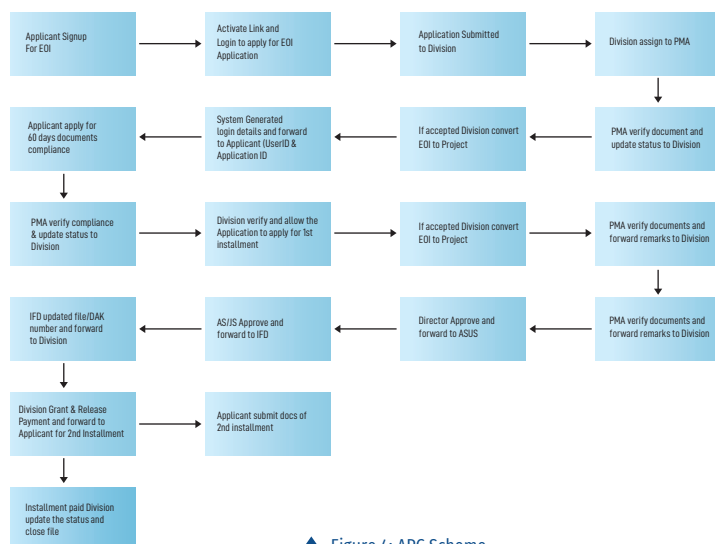 Applicant Signup
For EOI
Activate Link and
Login to apply for EOI
Application
Application Submitted
to Division
Division assign to PMA
Applicant apply for
60 days documents
compliance
System Generated
login details and forward
to Applicant (UserID &
Application ID
If accepted Division convert
EOI to Project
PMA verify document and
update status to Division
PMA verify compliance
& update status to
Division
Division verify and allow the
Application to apply for 1st
installment
If accepted Division convert
EOI to Project
PMA verify documents and
forward remarks to Division
IFD updated file/DAK
number and forward
to Division
AS/JS Approve and
forward to IFD
Director Approve and
forward to ASUS
PMA verify documents and
forward remarks to Division
Division Grant & Release
Payment and forward to
Applicant for 2nd Installment
Applicant submit docs of
2nd installment
Installment paid Division
update the status and
close file
Figure : APC Scheme